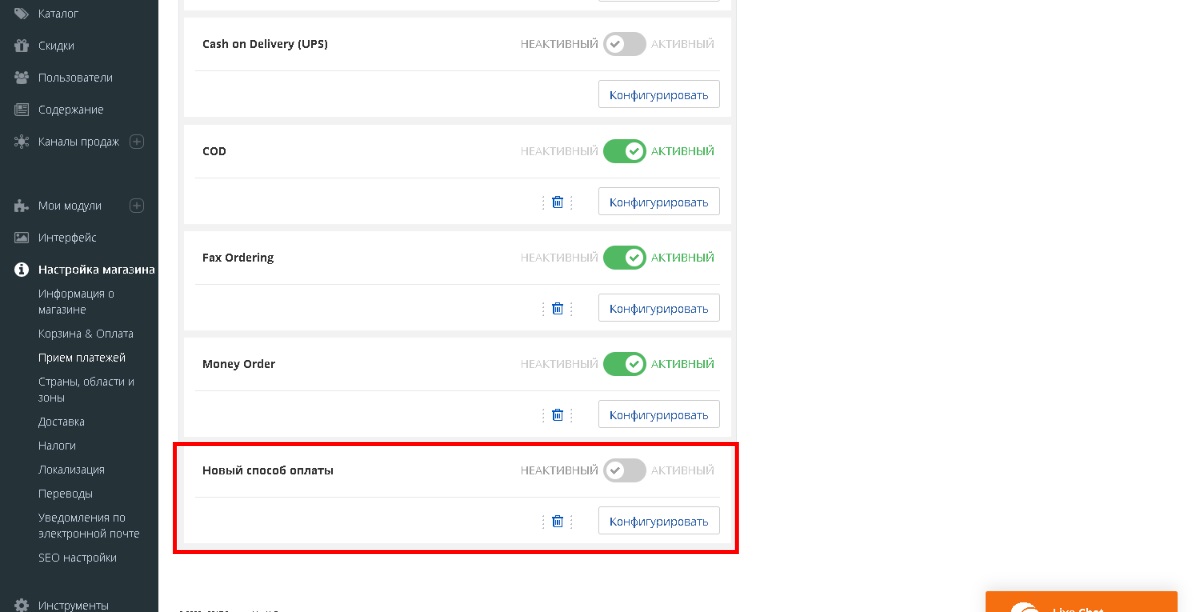 Каталог
Скидки
Пользователи
Содержание
Каналы продаж
Мои модули
Интерфейс
Настройка магазина
Информация о
магазине
Корзина & Оплата
Прием платежей
Страны, области и
зоны
Доставка
Налоги
Локализация
Переводы
Уведомления по
электронной почте
SEO настройки
Инструменты
Cash on Delivery (UPS) НЕАКТИВНЫЙ АКТИВНЫЙ
Конфигурировать
COD НЕАКТИВНЫЙ АКТИВНЫЙ
Конфигурировать
Fax Ordering НЕАКТИВНЫЙ АКТИВНЫЙ
Конфигурировать
Money Order НЕАКТИВНЫЙ АКТИВНЫЙ
Конфигурировать
Новый способ оплаты НЕАКТИВНЫЙ АКТИВНЫЙ
Конфигурировать
Live Chat